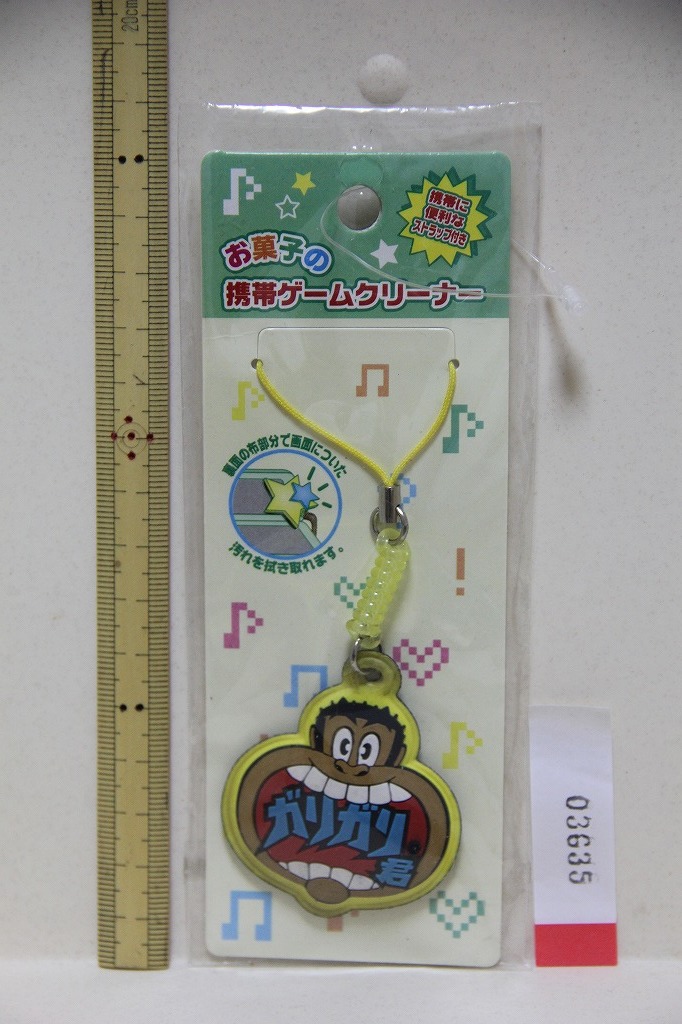 20cm
携帯に
便利な
ストラップ付き
お菓子の
携帯ゲームクリーナー
裏面の布部分で画面についた
汚れを拭き取れます。
ガリガリ
君
03635